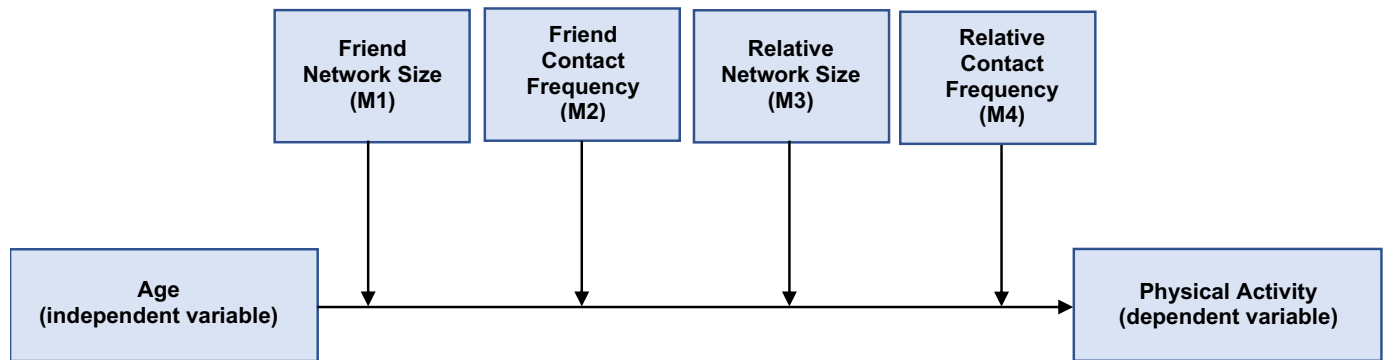 Friend
Network Size
(M1)
Friend
Contact
Frequency
(M2)
Relative
Network Size
(M3)
Relative
Contact
Frequency
(M4)
Age
(independent variable)
Physical Activity
(dependent variable)